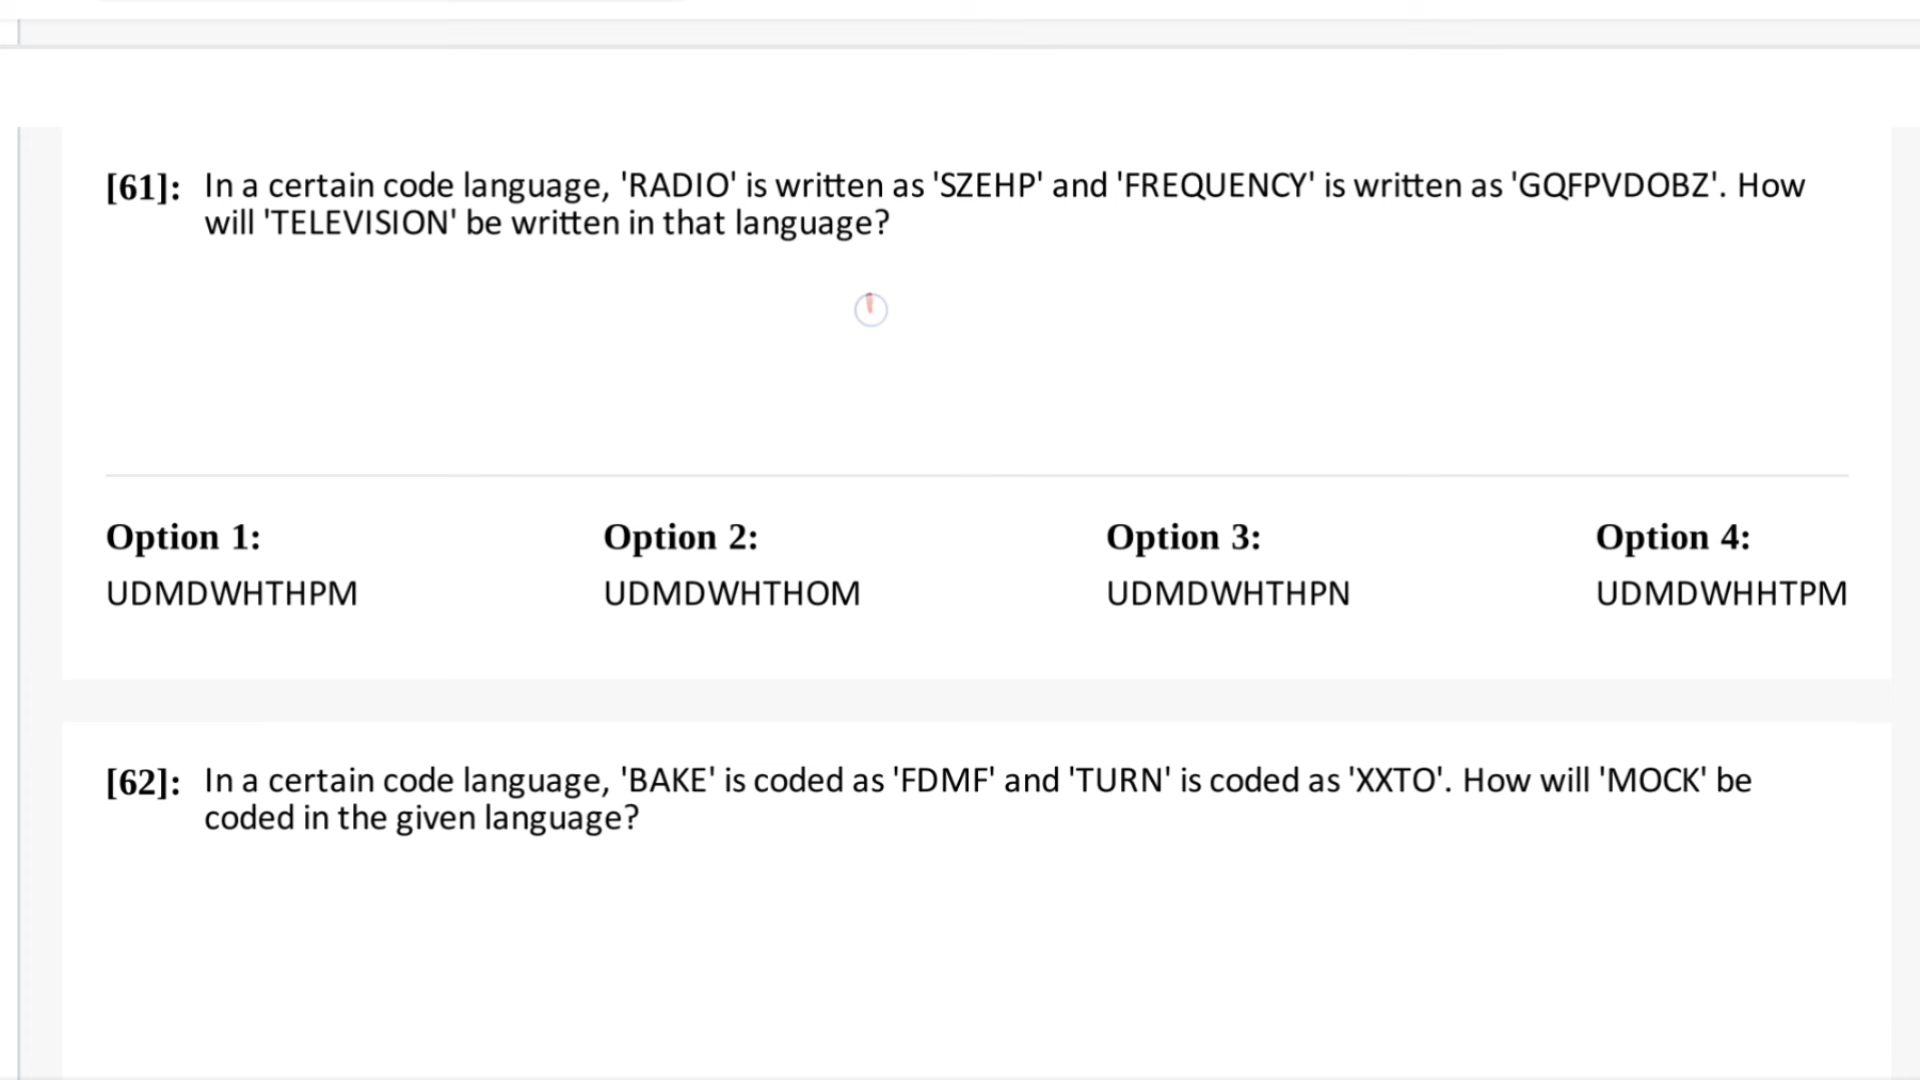 [61]: In a certain code language, 'RADIO' is written as 'SZEHP' and 'FREQUENCY' is written as 'GQFPVDOBZ'. How
will 'TELEVISION' be written in that language?
Option 1: Option 2: Option 3: Option 4:
UDMDWHTHPM UDMDWHTHOM UDMDWHTHPN UDMDWHHTPM
[62]: In a certain code language, 'BAKE' is coded as 'FDMF' and 'TURN' is coded as 'XXTO'. How will 'MOCK' be
coded in the given language?